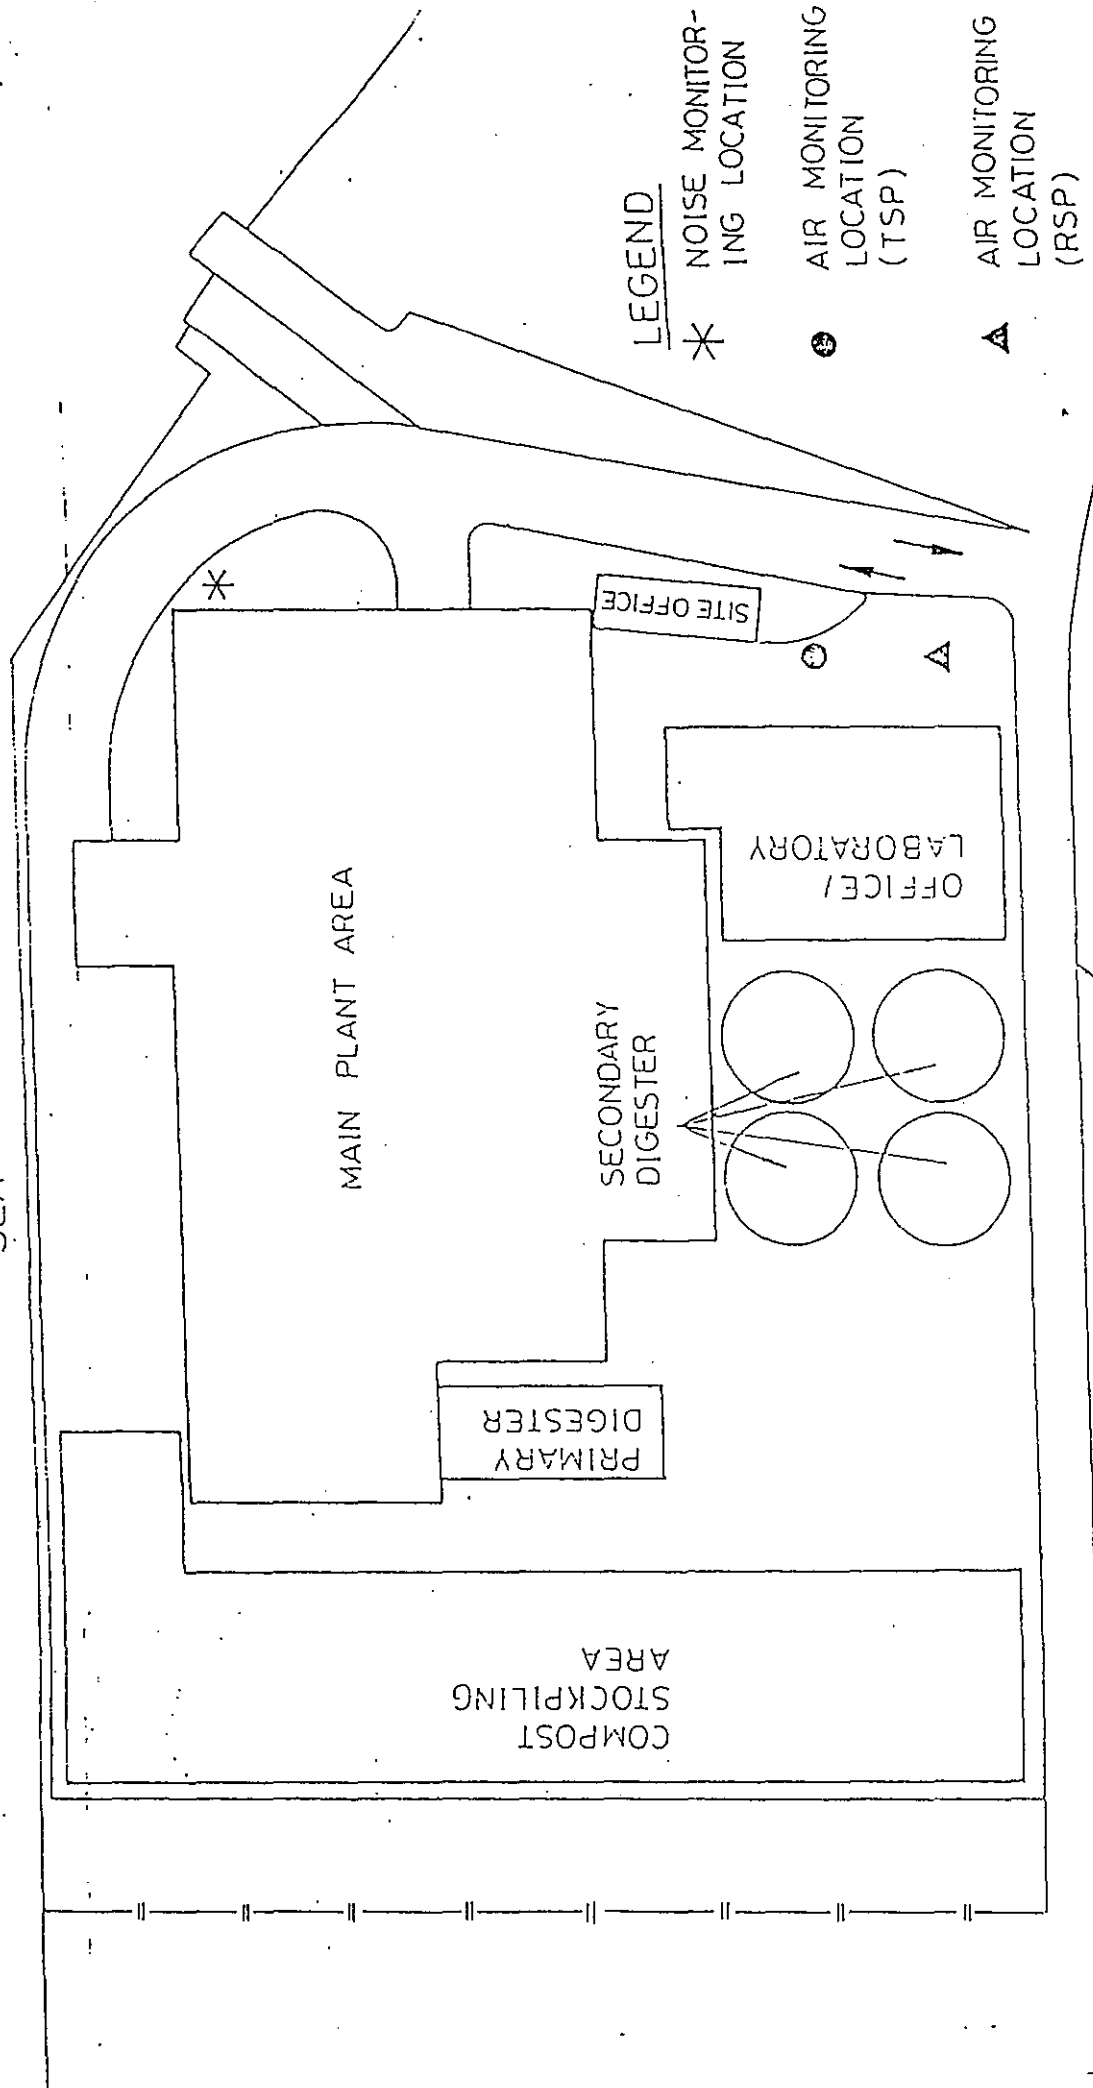 SEA
MAIN PLANT AREA
SECONDARY
DIGESTER
PRIMARY
DIGESTER
COMPOST
STOCKPILING
AREA
OFFICE/
LABORATORY
SITE OFFICE
LEGEND
NOISE MONITOR-
ING LOCATION
AIR MONITORING
LOCATION
(TSP)
AIR MONITORING
LOCATION
(RSP)